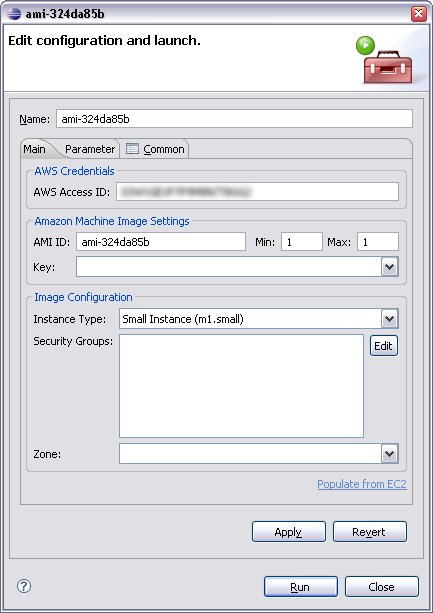 ami-324da85b
Edit configuration and launch.
Name: ami-324da85b
Main Parameter Common
AWS Credentials
AWS Access ID:
Amazon Machine Image Settings
AMI ID: ami-324da85b Min: 1 Max: 1
Key:
Image Configuration
Instance Type: Small Instance (m1.small)
Security Groups: Edit
Zone:
Populate from EC2
Apply Revert
? Run Close